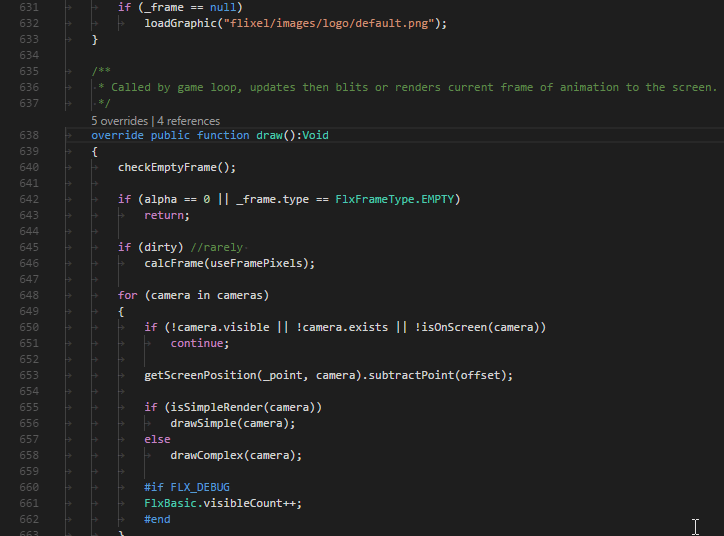 631 if (_frame == null)
632 loadGraphic("flixel/images/logo/default.png");
633 }
634
635 /**
636 * Called by game loop, updates then blits or renders current frame of animation to the screen.
637 */
5 overrides | 4 references
638 override public function draw():Void
639 {
640 checkEmptyFrame();
641
642 if (alpha == 0 || _frame.type == FlxFrameType.EMPTY)
643 return;
644
645 if (dirty) //rarely
646 calcFrame(useFramePixels);
647
648 for (camera in cameras)
649 {
650 if (!camera.visible || !camera.exists || !isOnScreen(camera))
651 continue;
652
653 getScreenPosition(_point, camera).subtractPoint(offset);
654
655 if (isSimpleRender(camera))
656 drawSimple(camera);
657 else
658 drawComplex(camera);
659
660 #if FLX_DEBUG
661 FlxBasic.visibleCount++;
662 #end
663 }